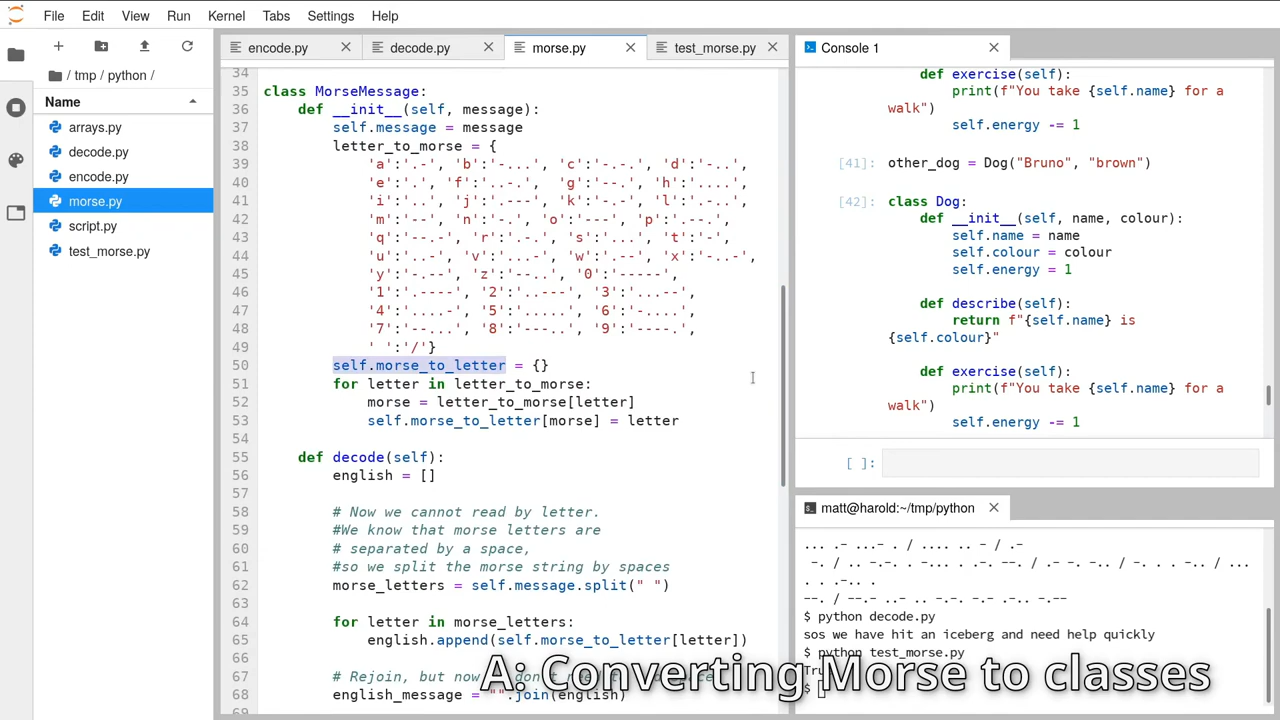 File Edit View Run Kernel Tabs Settings Help
/ tmp / python /
Name
arrays.py
decode.py
encode.py
morse.py
script.py
test_morse.py
encode.py decode.py morse.py test_morse.py
34
35 class MorseMessage:
36 def __init__(self, message):
37 self.message = message
38 letter_to_morse = {
39 'a':'.-', 'b':'-...', 'c':'-.-.', 'd':'-..',
40 'e':'.', 'f':'..-.', 'g':'--.', 'h':'....',
41 'i':'..', 'j':'.---', 'k':'-.-', 'l':'.-..',
42 'm':'--', 'n':'-.', 'o':'---', 'p':'.--.',
43 'q':'--.-', 'r':'.-.', 's':'...', 't':'-',
44 'u':'..-', 'v':'...-', 'w':'.--', 'x':'-..-',
45 'y':'-.--', 'z':'--..', '0':'-----',
46 '1':'.----', '2':'..---', '3':'...--',
47 '4':'....-', '5':'.....', '6':'-....',
48 '7':'--...', '8':'---..', '9':'----.',
49 ' ':'/'}
50 self.morse_to_letter = {}
51 for letter in letter_to_morse:
52 morse = letter_to_morse[letter]
53 self.morse_to_letter[morse] = letter
54
55 def decode(self):
56 english = []
57
58 # Now we cannot read by letter.
59 #We know that morse letters are
60 # separated by a space,
61 #so we split the morse string by spaces
62 morse_letters = self.message.split(" ")
63
64 for letter in morse_letters:
65 english.append(self.morse_to_letter[letter])
66
67 # Rejoin, but now
68 english_message = "".join(english)
69
Console 1
def exercise(self):
print(f"You take {self.name} for a
walk")
self.energy -= 1
[41]: other_dog = Dog("Bruno", "brown")
[42]: class Dog:
def __init__(self, name, colour):
self.name = name
self.colour = colour
self.energy = 1
def describe(self):
return f"{self.name} is
{self.colour}"
def exercise(self):
print(f"You take {self.name} for a
walk")
self.energy -= 1
[ ]:
matt@harold:~/tmp/python
... .- ...- . / .... .. - / .-
-. / .. -.-. . -... . .-. --. / .- -. -.. / -. . . -.. / ...
. . .-.. .
--. / --.- ..- .. -.-. -.- .-.. -.--
$ python decode.py
sos we have hit an iceberg and need help quickly
$ python test_morse.py
$
A: Converting Morse to classes